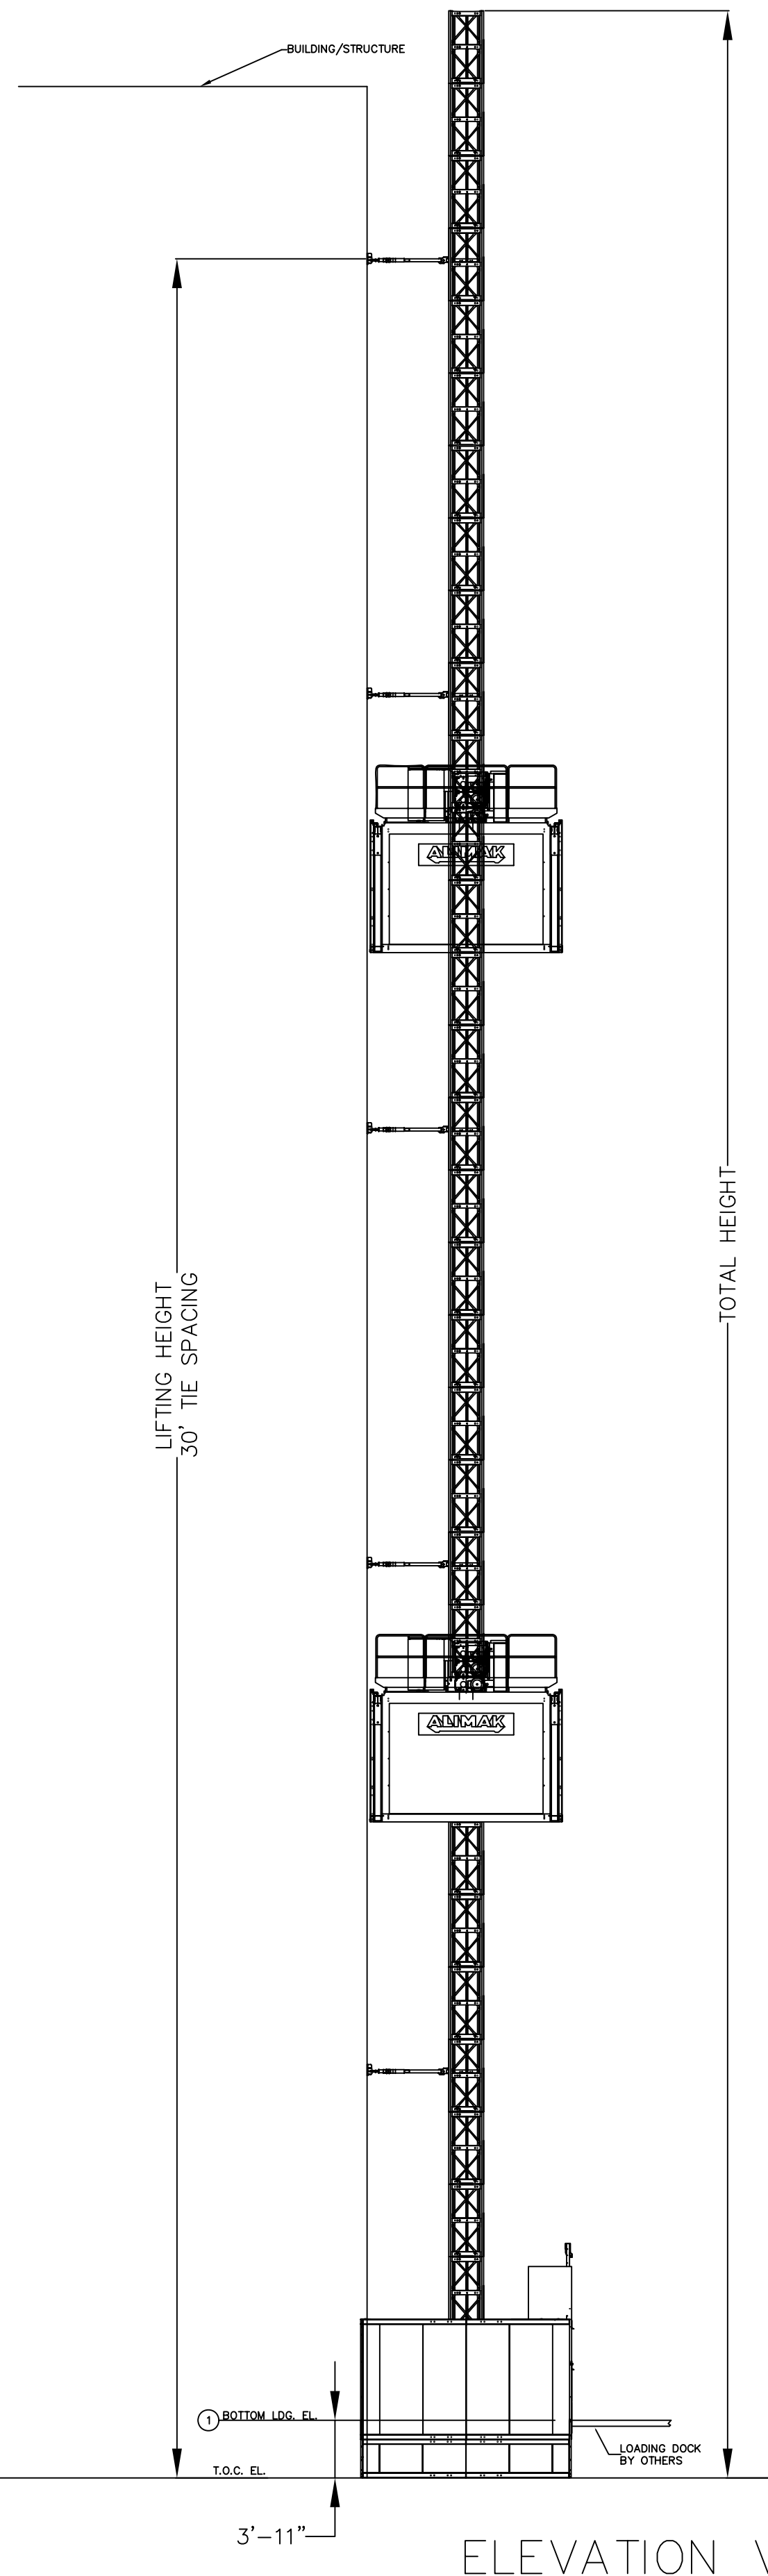 BUILDING/STRUCTURE
ALIMAK
TOTAL HEIGHT
LIFTING HEIGHT
30' TIE SPACING
ALIMAK
1 BOTTOM LDG. EL.
LOADING DOCK
BY OTHERS
T.O.C. EL.
3'-11"
ELEVATION